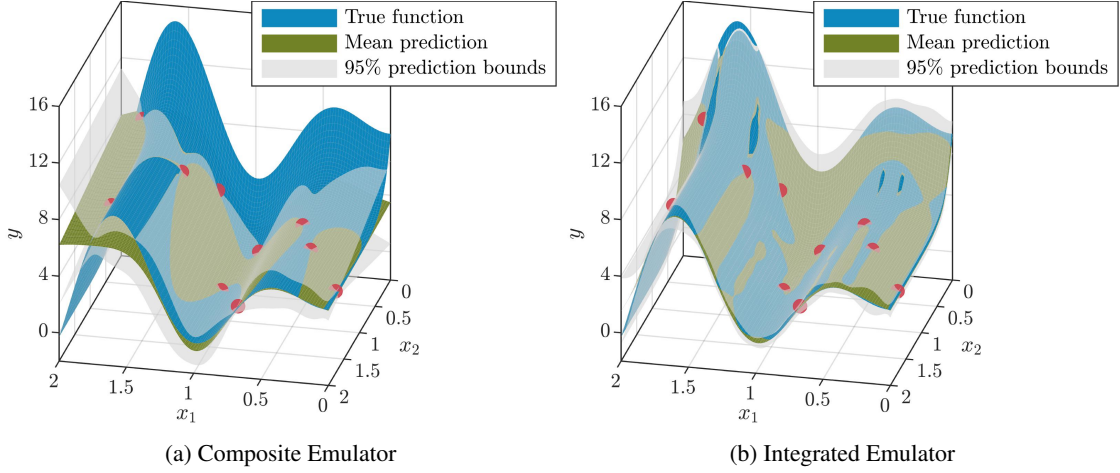 True function
Mean prediction
95% prediction bounds
16
12
8
4
0
y
2
1.5
1
0.5
0
x₁
2
1.5
1
0.5
0
x₂
(a) Composite Emulator
True function
Mean prediction
95% prediction bounds
16
12
8
4
0
y
2
1.5
1
0.5
0
x₁
2
1.5
1
0.5
0
x₂
(b) Integrated Emulator